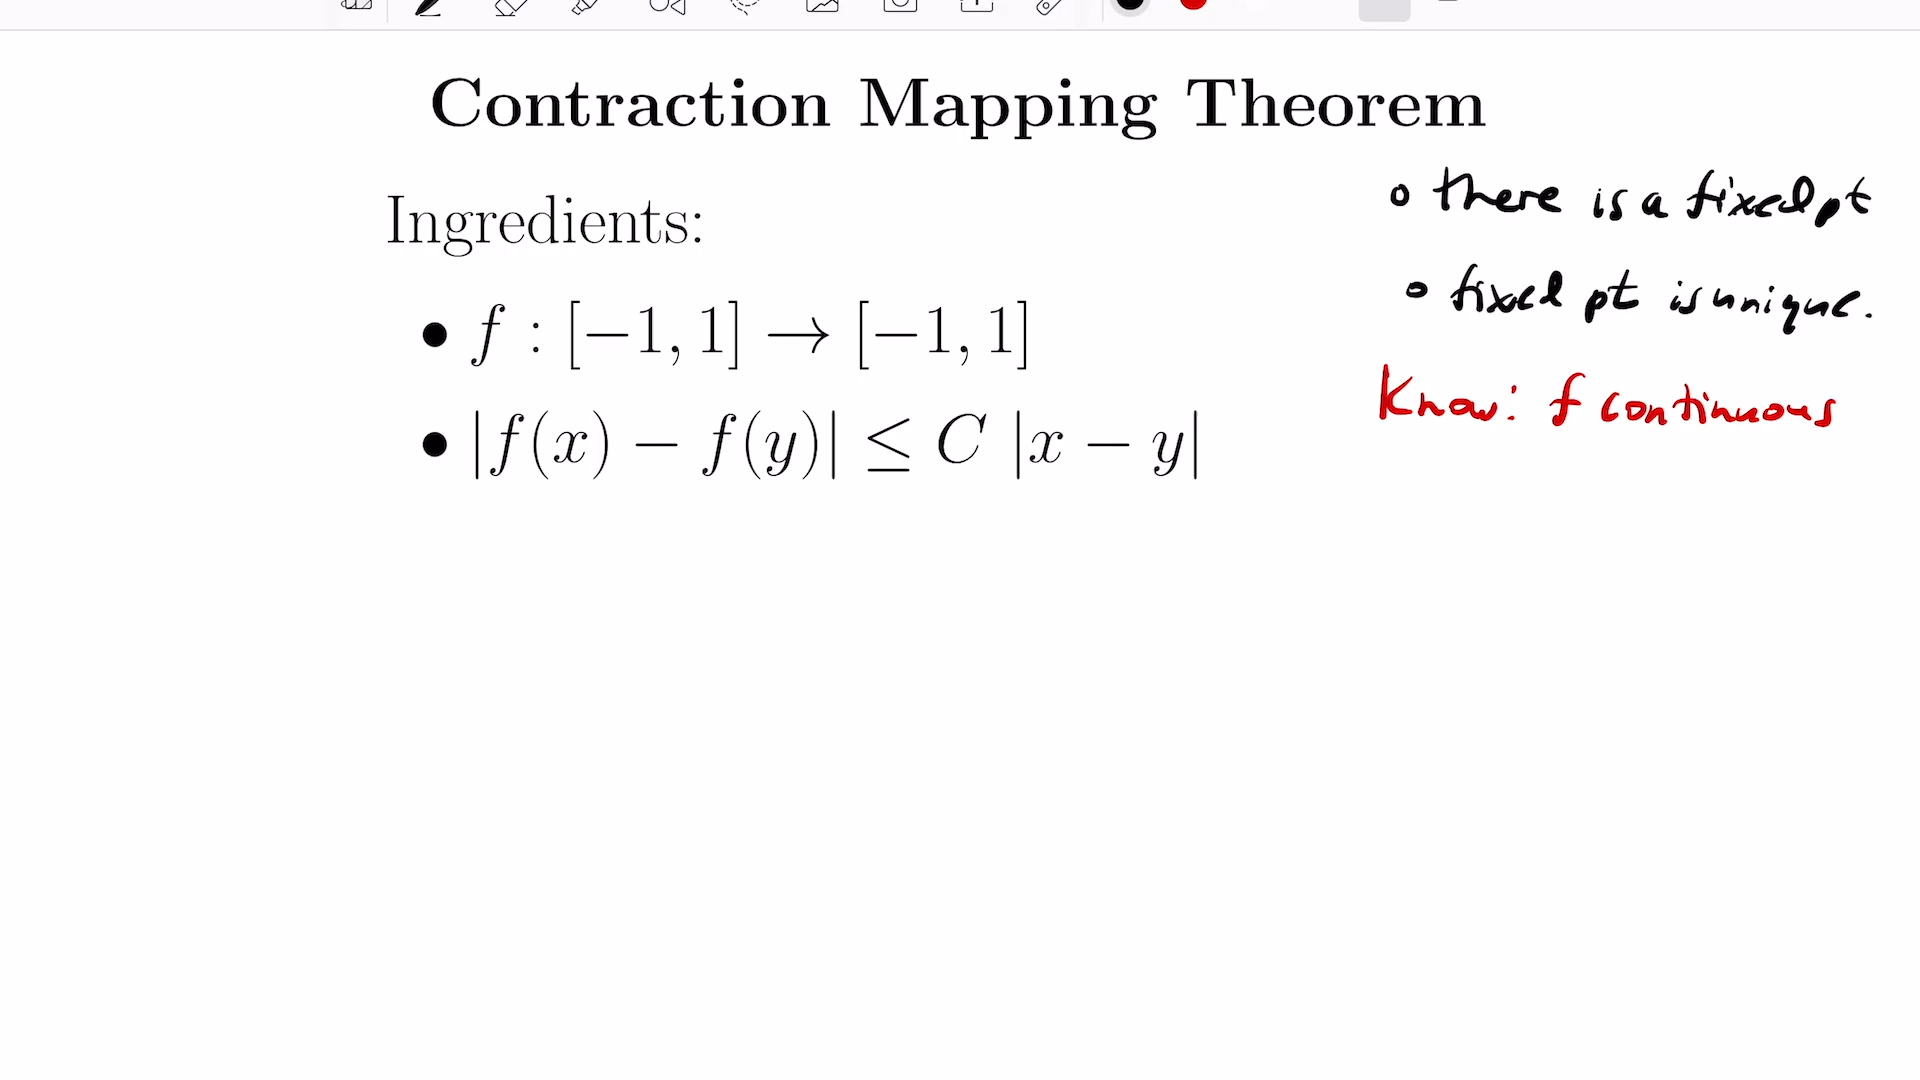 Contraction Mapping Theorem
Ingredients:
• f : [−1, 1] → [−1, 1]
• |f(x) − f(y)| ≤ C |x − y|
∘ there is a fixed pt
∘ fixed pt is unique.
Know: f continuous